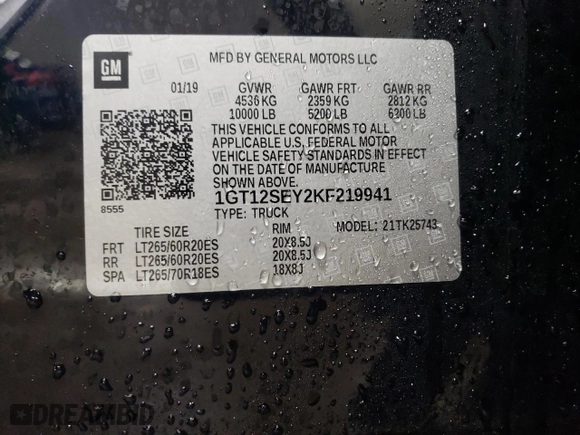 GM
MFD BY GENERAL MOTORS LLC
01/19 GVWR GAWR FRT GAWR RR
4536 KG 2359 KG 2812 KG
10000 LB 5200 LB 6200 LB
THIS VEHICLE CONFORMS TO ALL
APPLICABLE U.S. FEDERAL MOTOR
VEHICLE SAFETY STANDARDS IN EFFECT
ON THE DATE OF MANUFACTURE
SHOWN ABOVE.
8555
1GT12SEY2KF219941
TYPE: TRUCK MODEL: 21TK25743
TIRE SIZE RIM
FRT LT265/60R20ES 20X8.5J
RR LT265/60R20ES 20X8.5J
SPA LT265/70R18ES 18X8J
DREAMBID